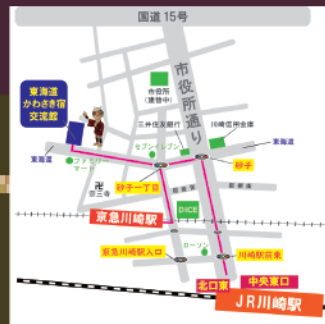 国道15号
東海道
かわさき宿
交流館
市役所
(建替中)
市役所通り
三井住友銀行
川崎信用金庫
セブンイレブン
東海道
東海道
ファミリー
マート
砂子
砂子一丁目
宗三寺
京急川崎駅
DICE
京急川崎駅入口
ローソン
川崎駅前東
北口東
中央東口
JR川崎駅